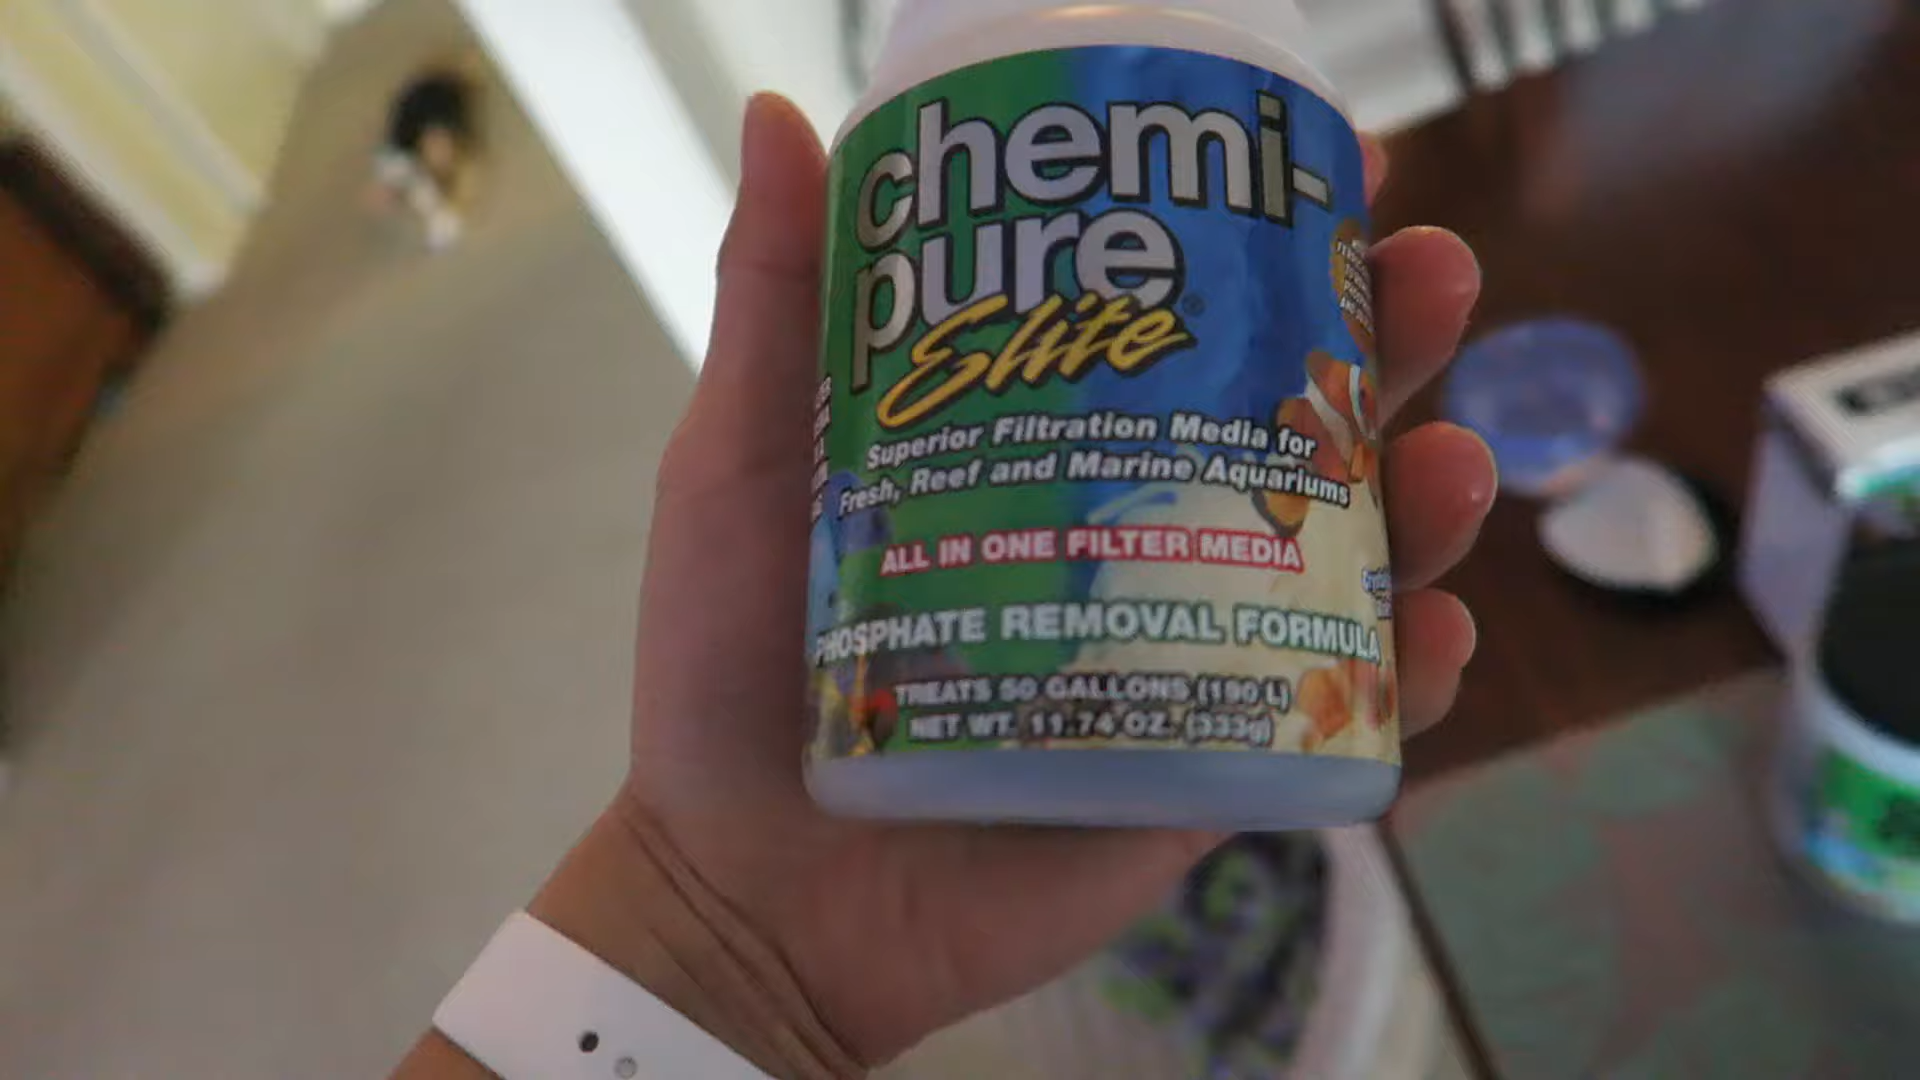 chemi-
pure
Elite
Superior Filtration Media for
Fresh, Reef and Marine Aquariums
ALL IN ONE FILTER MEDIA
PHOSPHATE REMOVAL FORMULA
TREATS 50 GALLONS (190 L)
NET WT. 11.74 OZ. (333g)